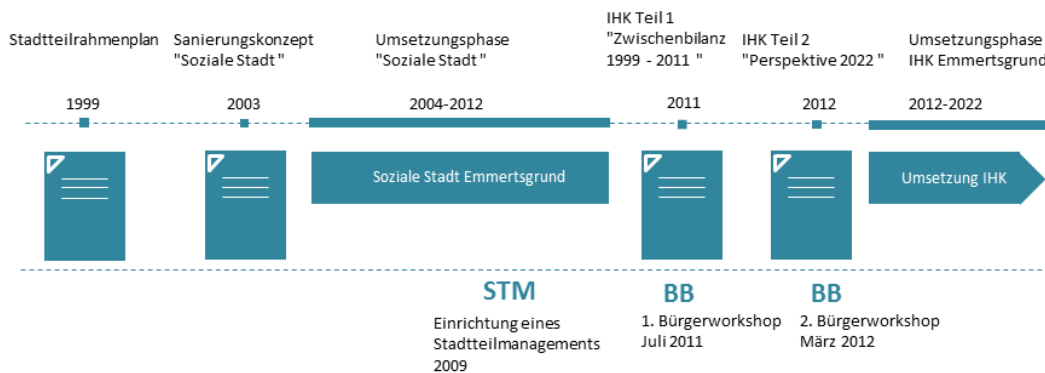 Stadtteilrahmenplan
1999
Sanierungskonzept
"Soziale Stadt"
2003
Umsetzungsphase
"Soziale Stadt"
2004-2012
IHK Teil 1
"Zwischenbilanz
1999 - 2011 "
2011
IHK Teil 2
"Perspektive 2022 "
2012
Umsetzungsphase
IHK Emmertsgrund
2012-2022
Soziale Stadt Emmertsgrund
Umsetzung IHK
STM
Einrichtung eines
Stadtteilmanagements
2009
BB
1. Bürgerworkshop
Juli 2011
BB
2. Bürgerworkshop
März 2012